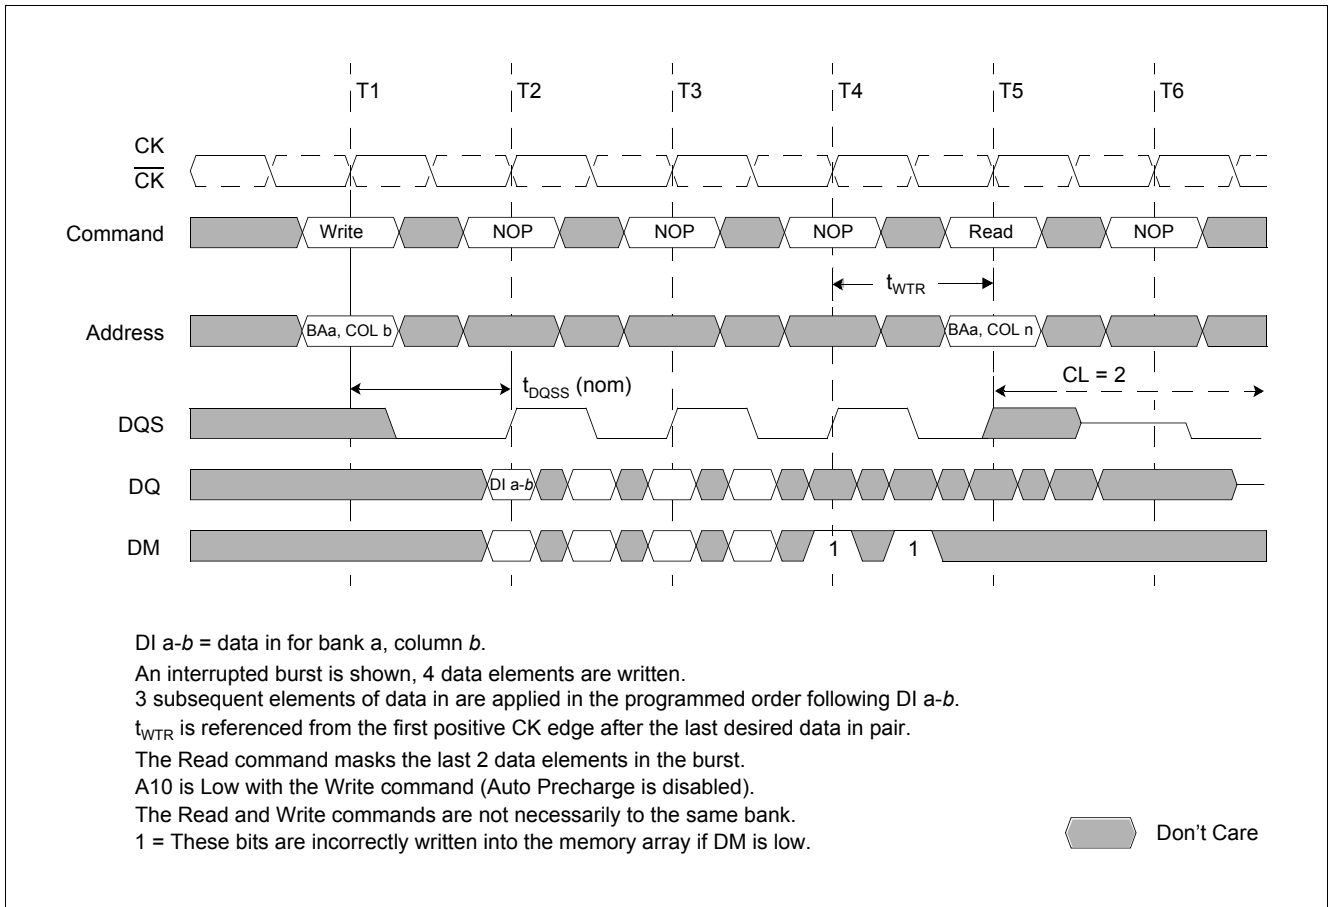 T1 T2 T3 T4 T5 T6
CK
CK
Command Write NOP NOP NOP Read NOP
tWTR
Address BAa, COL b BAa, COL n
tDQSS (nom) CL = 2
DQS
DQ DI a-b
DM 1 1
DI a-b = data in for bank a, column b.
An interrupted burst is shown, 4 data elements are written.
3 subsequent elements of data in are applied in the programmed order following DI a-b.
tWTR is referenced from the first positive CK edge after the last desired data in pair.
The Read command masks the last 2 data elements in the burst.
A10 is Low with the Write command (Auto Precharge is disabled).
The Read and Write commands are not necessarily to the same bank.
1 = These bits are incorrectly written into the memory array if DM is low.
Don't Care